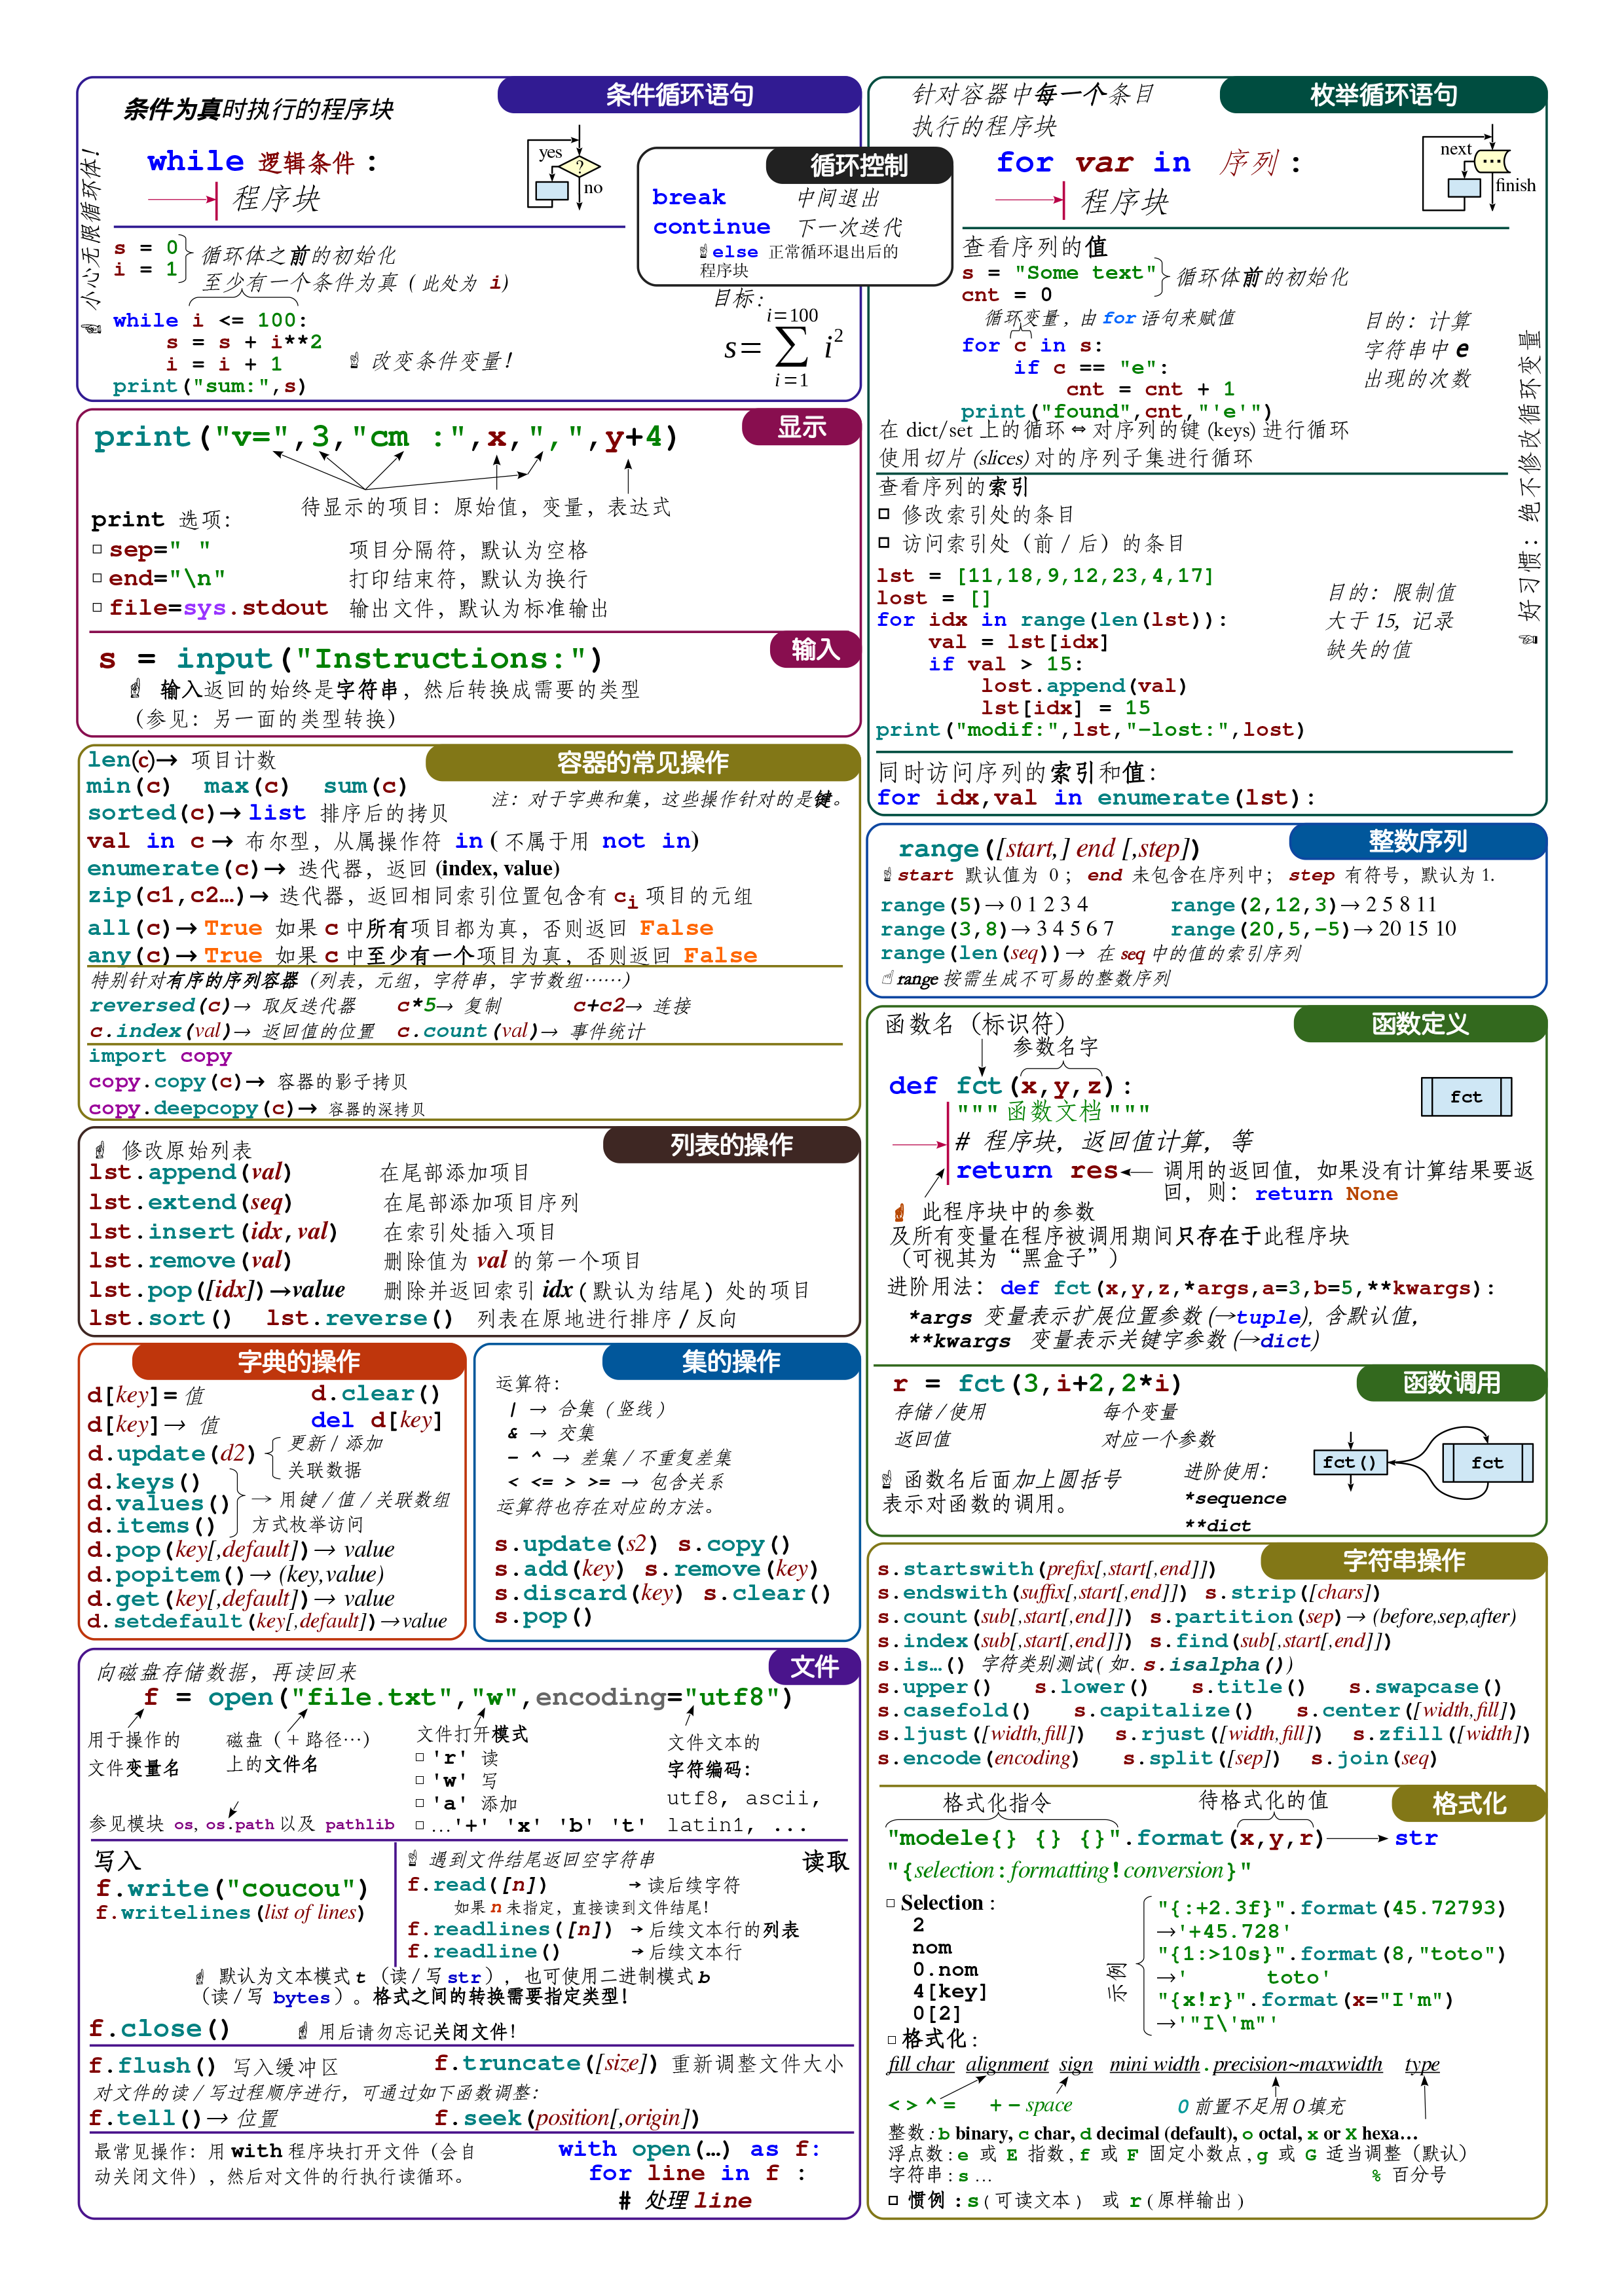 条件循环语句
条件为真时执行的程序块
小心无限循环体!
while 逻辑条件 :
程序块
yes
?
no
s = 0
i = 1
循环体之前的初始化
至少有一个条件为真 ( 此处为 i)
while i <= 100:
s = s + i**2
i = i + 1
print("sum:",s)
改变条件变量!
目标:
i=100
s= ∑ i²
i=1
循环控制
break 中间退出
continue 下一次迭代
else 正常循环退出后的
程序块
枚举循环语句
针对容器中每一个条目
执行的程序块
for var in 序列 :
程序块
next
...
finish
查看序列的值
s = "Some text"
cnt = 0
循环体前的初始化
循环变量 , 由 for 语句来赋值
for c in s:
if c == "e":
cnt = cnt + 1
print("found",cnt,"'e'")
目的: 计算
字符串中 e
出现的次数
在 dict/set 上的循环 ⇔ 对序列的键 (keys) 进行循环
使用切片 (slices) 对的序列子集进行循环
查看序列的索引
□ 修改索引处的条目
□ 访问索引处（前 / 后）的条目
lst = [11,18,9,12,23,4,17]
lost = []
for idx in range(len(lst)):
val = lst[idx]
if val > 15:
lost.append(val)
lst[idx] = 15
print("modif:",lst,"-lost:",lost)
目的: 限制值
大于 15, 记录
缺失的值
好习惯: 绝不修改循环变量
同时访问序列的索引和值:
for idx,val in enumerate(lst):
显示
print("v=",3,"cm :",x,",",y+4)
待显示的项目: 原始值, 变量, 表达式
print 选项:
□ sep=" " 项目分隔符, 默认为空格
□ end="\n" 打印结束符, 默认为换行
□ file=sys.stdout 输出文件, 默认为标准输出
输入
s = input("Instructions:")
输入返回的始终是字符串, 然后转换成需要的类型
（参见: 另一面的类型转换）
容器的常见操作
len(c)→ 项目计数
min(c) max(c) sum(c)
注: 对于字典和集, 这些操作针对的是键。
sorted(c)→ list 排序后的拷贝
val in c → 布尔型, 从属操作符 in ( 不属于用 not in)
enumerate(c)→ 迭代器, 返回 (index, value)
zip(c1,c2…)→ 迭代器, 返回相同索引位置包含有 ci 项目的元组
all(c)→ True 如果 c 中所有项目都为真, 否则返回 False
any(c)→ True 如果 c 中至少有一个项目为真, 否则返回 False
特别针对有序的序列容器（列表, 元组, 字符串, 字节数组……）
reversed(c)→ 取反迭代器 c*5→ 复制 c+c2→ 连接
c.index(val)→ 返回值的位置 c.count(val)→ 事件统计
import copy
copy.copy(c)→ 容器的影子拷贝
copy.deepcopy(c)→ 容器的深拷贝
整数序列
range([start,] end [,step])
start 默认值为 0 ; end 未包含在序列中; step 有符号, 默认为 1.
range(5)→ 0 1 2 3 4 range(2,12,3)→ 2 5 8 11
range(3,8)→ 3 4 5 6 7 range(20,5,-5)→ 20 15 10
range(len(seq))→ 在 seq 中的值的索引序列
range 按需生成不可易的整数序列
函数定义
函数名（标识符）
参数名字
def fct(x,y,z):
""" 函数文档 """
# 程序块, 返回值计算, 等
return res← 调用的返回值, 如果没有计算结果要返
回, 则: return None
fct
此程序块中的参数
及所有变量在程序被调用期间只存在于此程序块
（可视其为“黑盒子”）
进阶用法: def fct(x,y,z,*args,a=3,b=5,**kwargs):
*args 变量表示扩展位置参数 (→tuple), 含默认值,
**kwargs 变量表示关键字参数 (→dict)
函数调用
r = fct(3,i+2,2*i)
存储 / 使用 每个变量
返回值 对应一个参数
函数名后面加上圆括号
表示对函数的调用。
进阶使用:
*sequence
**dict
fct()
fct
列表的操作
修改原始列表
lst.append(val) 在尾部添加项目
lst.extend(seq) 在尾部添加项目序列
lst.insert(idx,val) 在索引处插入项目
lst.remove(val) 删除值为 val 的第一个项目
lst.pop([idx])→value 删除并返回索引 idx ( 默认为结尾 ) 处的项目
lst.sort() lst.reverse() 列表在原地进行排序 / 反向
字典的操作
d[key]= 值 d.clear()
d[key]→ 值 del d[key]
d.update(d2) 更新 / 添加
关联数据
d.keys()
d.values()
d.items()
→ 用键 / 值 / 关联数组
方式枚举访问
d.pop(key[,default])→ value
d.popitem()→ (key,value)
d.get(key[,default])→ value
d.setdefault(key[,default])→value
集的操作
运算符:
| → 合集 ( 竖线 )
& → 交集
- ^ → 差集 / 不重复差集
< <= > >= → 包含关系
运算符也存在对应的方法。
s.update(s2) s.copy()
s.add(key) s.remove(key)
s.discard(key) s.clear()
s.pop()
字符串操作
s.startswith(prefix[,start[,end]])
s.endswith(suffix[,start[,end]]) s.strip([chars])
s.count(sub[,start[,end]]) s.partition(sep)→ (before,sep,after)
s.index(sub[,start[,end]]) s.find(sub[,start[,end]])
s.is…() 字符类别测试 ( 如. s.isalpha())
s.upper() s.lower() s.title() s.swapcase()
s.casefold() s.capitalize() s.center([width,fill])
s.ljust([width,fill]) s.rjust([width,fill]) s.zfill([width])
s.encode(encoding) s.split([sep]) s.join(seq)
文件
向磁盘存储数据, 再读回来
f = open("file.txt","w",encoding="utf8")
用于操作的
文件变量名
磁盘（ + 路径…）
上的文件名
文件打开模式
□ 'r' 读
□ 'w' 写
□ 'a' 添加
□ …'+' 'x' 'b' 't'
文件文本的
字符编码:
utf8, ascii,
latin1, ...
参见模块 os, os.path 以及 pathlib
写入
f.write("coucou")
f.writelines(list of lines)
读取
遇到文件结尾返回空字符串
f.read([n]) → 读后续字符
如果 n 未指定, 直接读到文件结尾!
f.readlines([n]) → 后续文本行的列表
f.readline() → 后续文本行
默认为文本模式 t（读 / 写 str）, 也可使用二进制模式 b
（读 / 写 bytes）。格式之间的转换需要指定类型!
f.close() 用后请勿忘记关闭文件!
f.flush() 写入缓冲区 f.truncate([size]) 重新调整文件大小
对文件的读 / 写过程顺序进行, 可通过如下函数调整:
f.tell()→ 位置 f.seek(position[,origin])
最常见操作: 用 with 程序块打开文件（会自
动关闭文件）, 然后对文件的行执行读循环。
with open(…) as f:
for line in f :
# 处理 line
格式化
格式化指令 待格式化的值
"modele{} {} {}".format(x,y,r)→ str
"{selection:formatting!conversion}"
□ Selection :
2
nom
0.nom
4[key]
0[2]
示例
"{:+2.3f}".format(45.72793)
→'+45.728'
"{1:>10s}".format(8,"toto")
→'      toto'
"{x!r}".format(x="I'm")
→'"I\'m"'
□ 格式化 :
fill char alignment sign mini width . precision~maxwidth type
< > ^ = + - space 0 前置不足用 0 填充
整数 : b binary, c char, d decimal (default), o octal, x or X hexa…
浮点数 : e 或 E 指数 , f 或 F 固定小数点 , g 或 G 适当调整（默认）
字符串 : s … % 百分号
□ 惯例 : s ( 可读文本 ) 或 r ( 原样输出 )